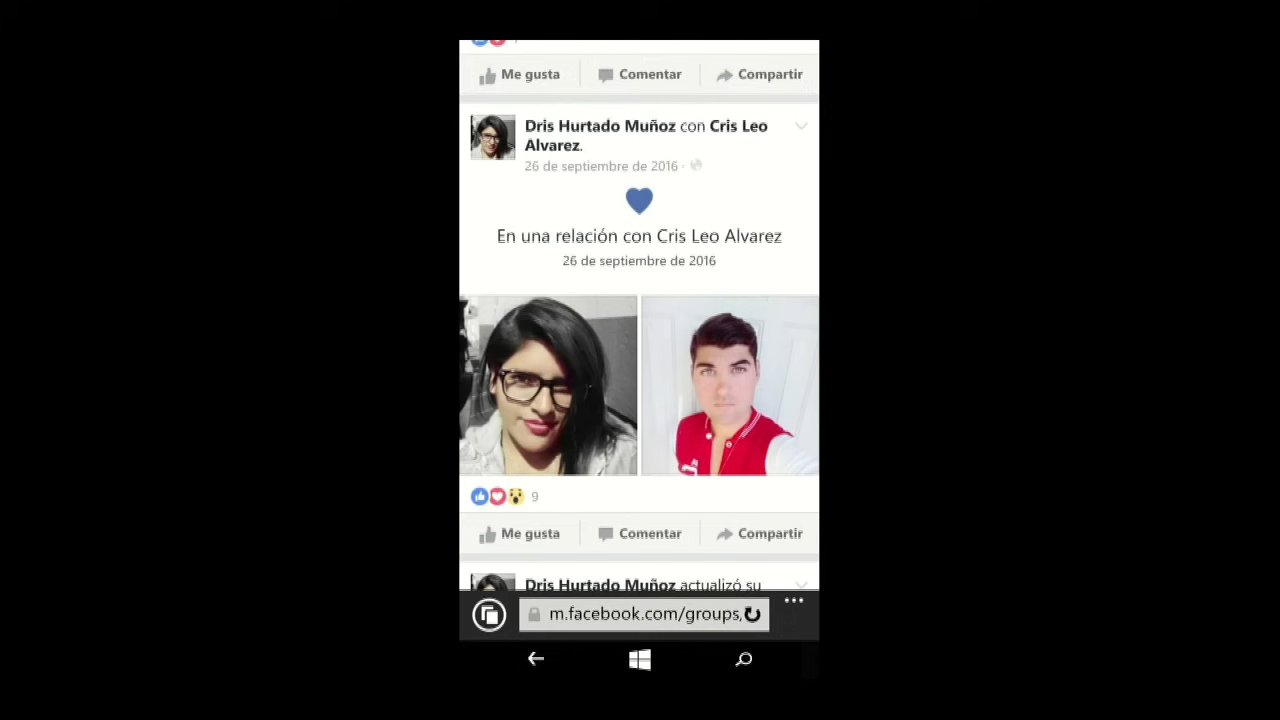 Me gusta Comentar Compartir
Dris Hurtado Muñoz con Cris Leo
Alvarez.
26 de septiembre de 2016 ·
En una relación con Cris Leo Alvarez
26 de septiembre de 2016
9
Me gusta Comentar Compartir
Dris Hurtado Muñoz actualizó su
m.facebook.com/groups,